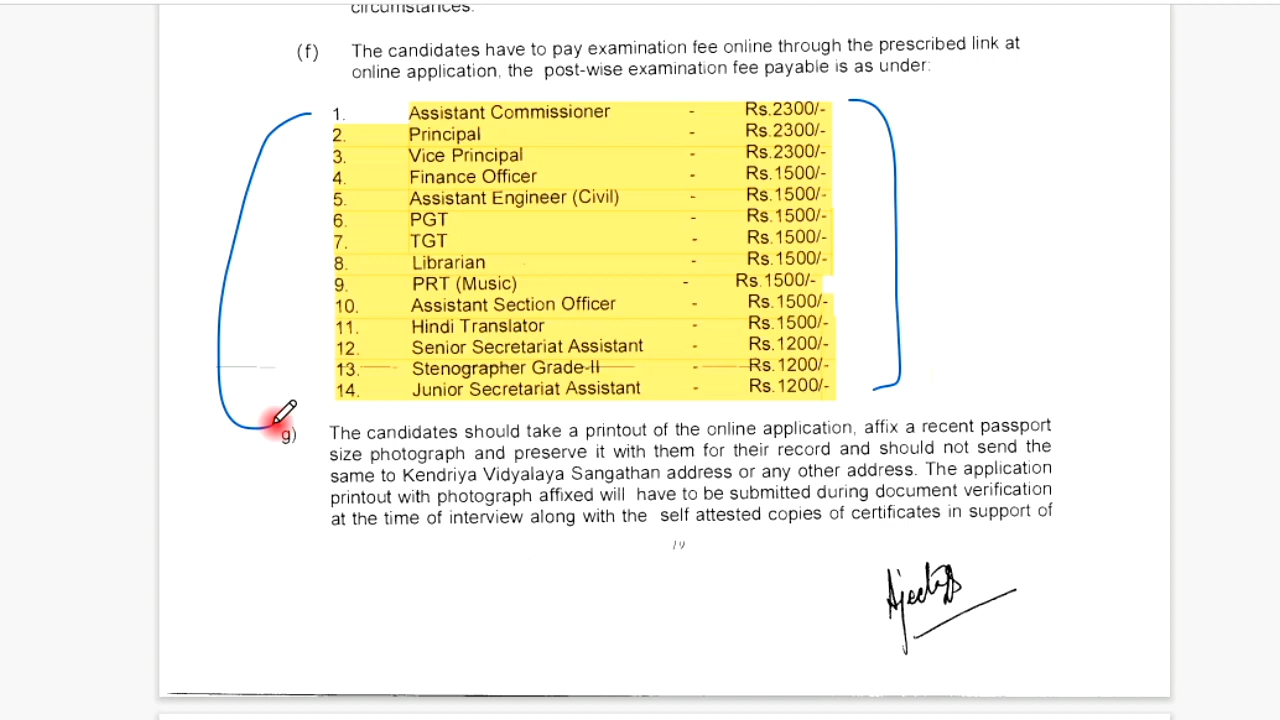 circumstances.
(f) The candidates have to pay examination fee online through the prescribed link at
online application, the post-wise examination fee payable is as under:
1. Assistant Commissioner - Rs.2300/-
2. Principal - Rs.2300/-
3. Vice Principal - Rs.2300/-
4. Finance Officer - Rs.1500/-
5. Assistant Engineer (Civil) - Rs.1500/-
6. PGT - Rs.1500/-
7. TGT - Rs.1500/-
8. Librarian - Rs.1500/-
9. PRT (Music) - Rs.1500/-
10. Assistant Section Officer - Rs.1500/-
11. Hindi Translator - Rs.1500/-
12. Senior Secretariat Assistant - Rs.1200/-
13. Stenographer Grade-II - Rs.1200/-
14. Junior Secretariat Assistant - Rs.1200/-
g) The candidates should take a printout of the online application, affix a recent passport
size photograph and preserve it with them for their record and should not send the
same to Kendriya Vidyalaya Sangathan address or any other address. The application
printout with photograph affixed will have to be submitted during document verification
at the time of interview along with the self attested copies of certificates in support of